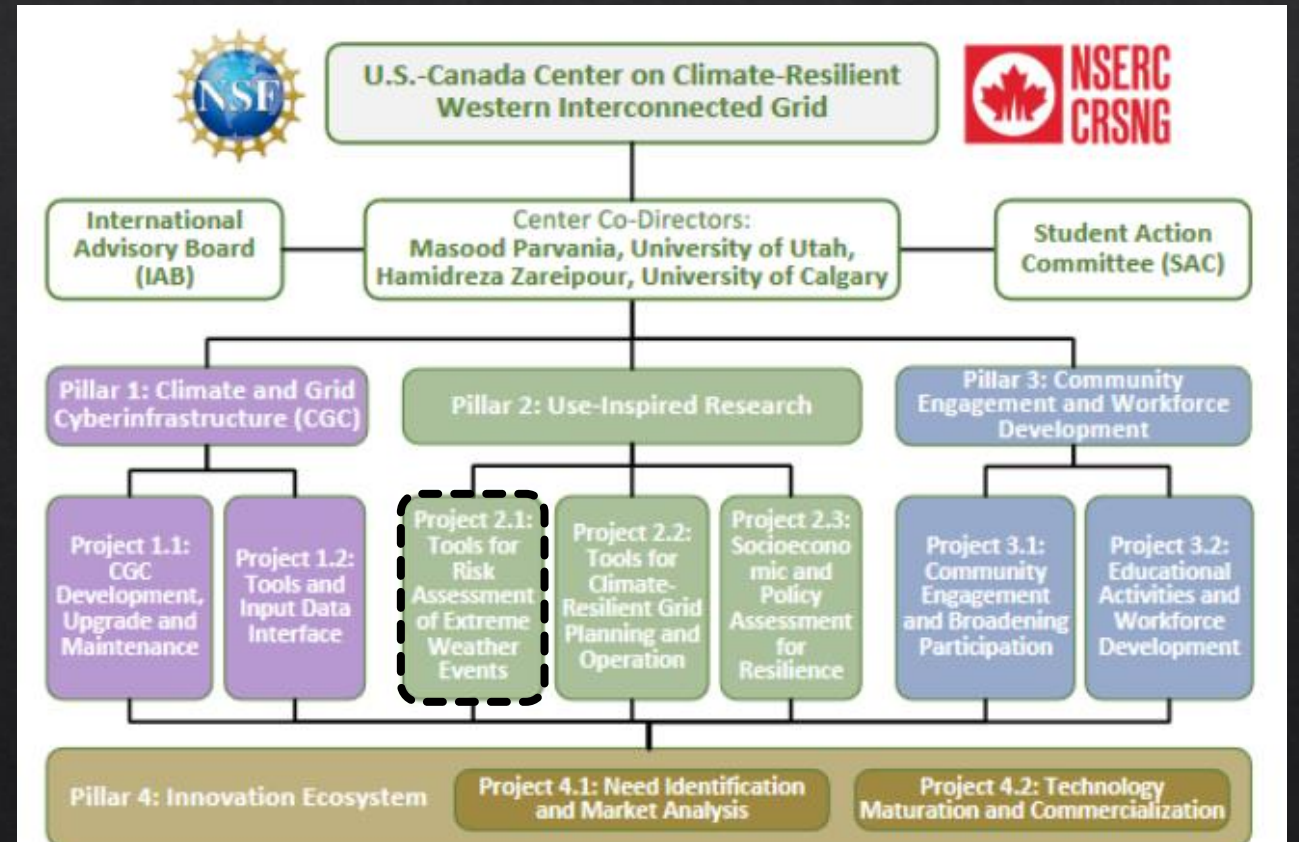 NSF
U.S.-Canada Center on Climate-Resilient
Western Interconnected Grid
NSERC
CRSNG
International
Advisory Board
(IAB)
Center Co-Directors:
Masood Parvania, University of Utah,
Hamidreza Zareipour, University of Calgary
Student Action
Committee (SAC)
Pillar 1: Climate and Grid
Cyberinfrastructure (CGC)
Pillar 2: Use-Inspired Research
Pillar 3: Community
Engagement and Workforce
Development
Project 1.1:
CGC
Development,
Upgrade and
Maintenance
Project 1.2:
Tools and
Input Data
Interface
Project 2.1:
Tools for
Risk
Assessment
of Extreme
Weather
Events
Project 2.2:
Tools for
Climate-
Resilient Grid
Planning and
Operation
Project 2.3:
Socioecono
mic and
Policy
Assessment
for
Resilience
Project 3.1:
Community
Engagement
and Broadening
Participation
Project 3.2:
Educational
Activities and
Workforce
Development
Pillar 4: Innovation Ecosystem
Project 4.1: Need Identification
and Market Analysis
Project 4.2: Technology
Maturation and Commercialization